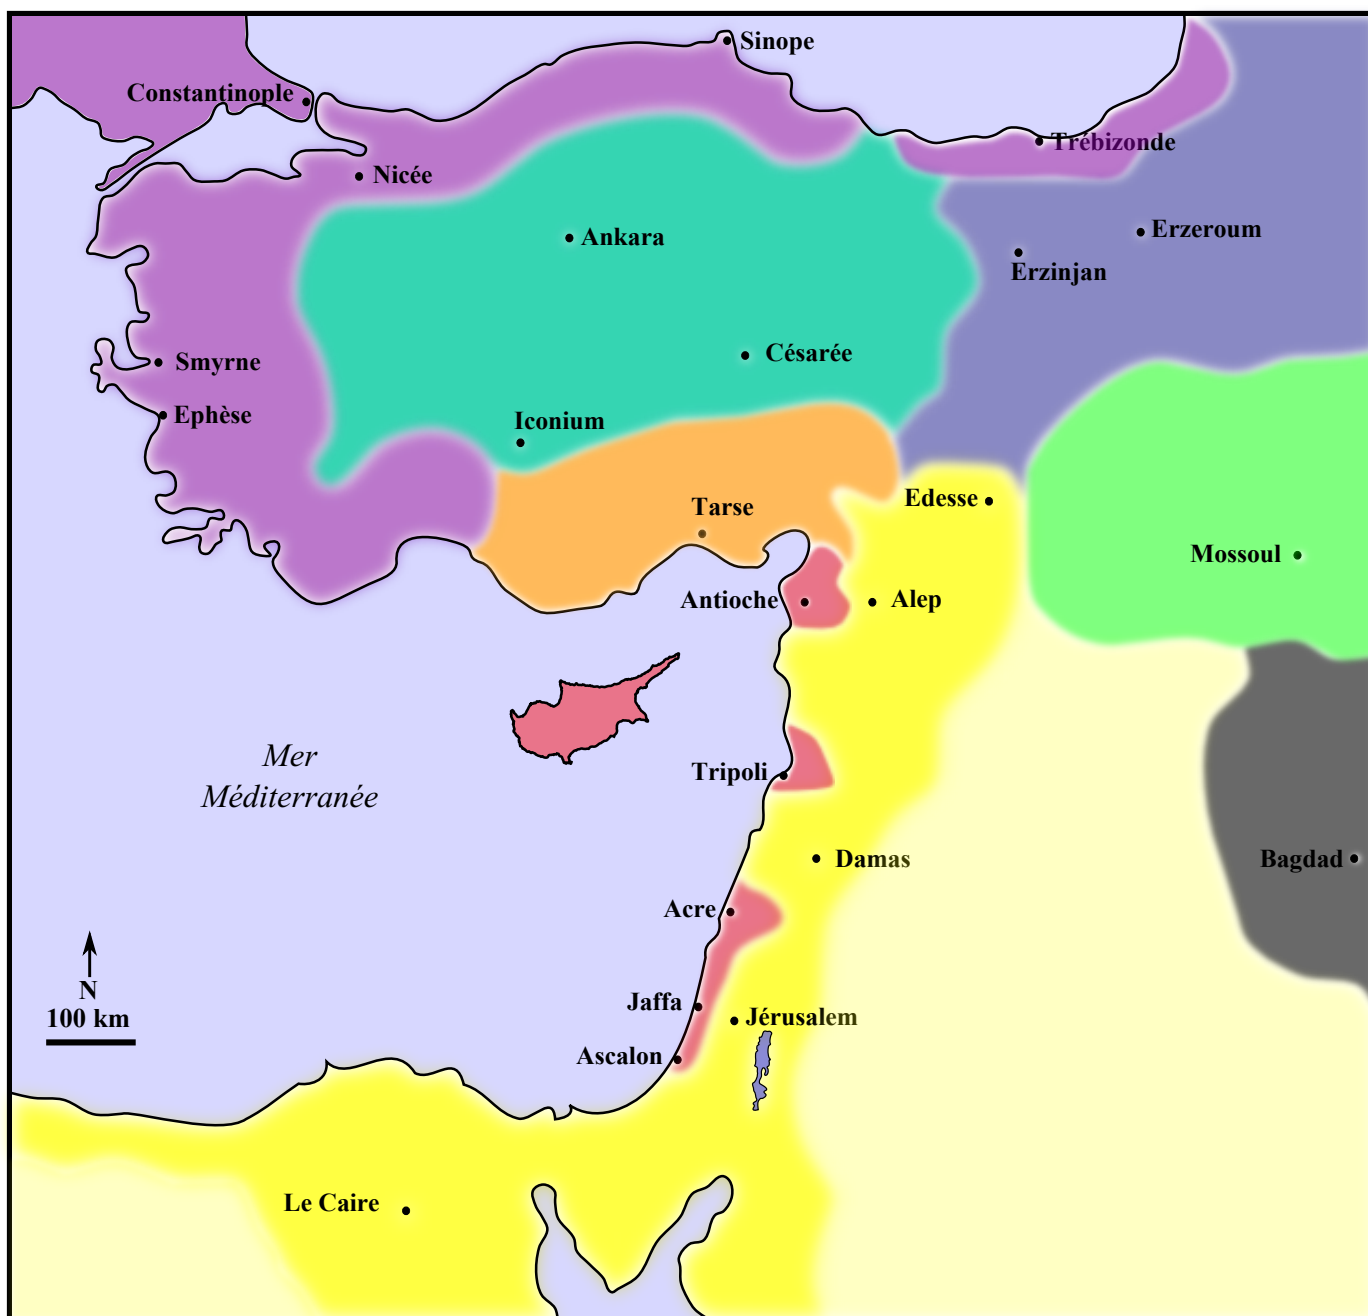 Sinope
Constantinople
Trébizonde
Nicée
Erzeroum
Ankara
Erzinjan
Césarée
Smyrne
Ephèse
Iconium
Edesse
Tarse
Mossoul
Antioche
Alep
Mer
Méditerranée
Tripoli
Damas
Bagdad
Acre
N
Jaffa
100 km
Jérusalem
Ascalon
Le Caire